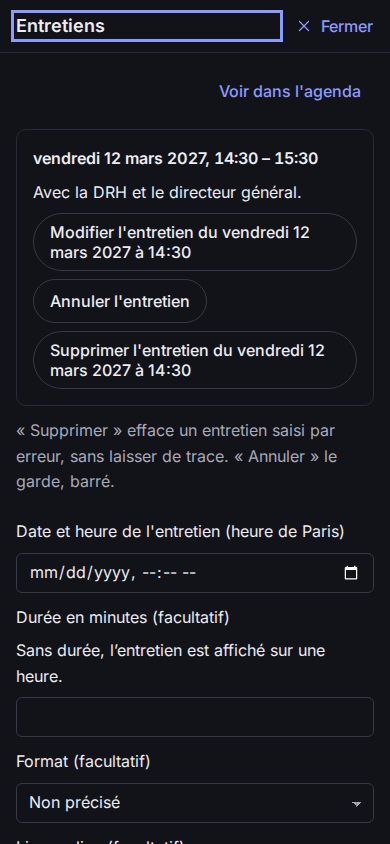 Entretiens
Fermer
Voir dans l'agenda
vendredi 12 mars 2027, 14:30 – 15:30
Avec la DRH et le directeur général.
Modifier l'entretien du vendredi 12
mars 2027 à 14:30
Annuler l'entretien
Supprimer l'entretien du vendredi 12
mars 2027 à 14:30
« Supprimer » efface un entretien saisi par
erreur, sans laisser de trace. « Annuler » le
garde, barré.
Date et heure de l'entretien (heure de Paris)
mm/dd/yyyy, --:-- --
Durée en minutes (facultatif)
Sans durée, l’entretien est affiché sur une
heure.
Format (facultatif)
Non précisé